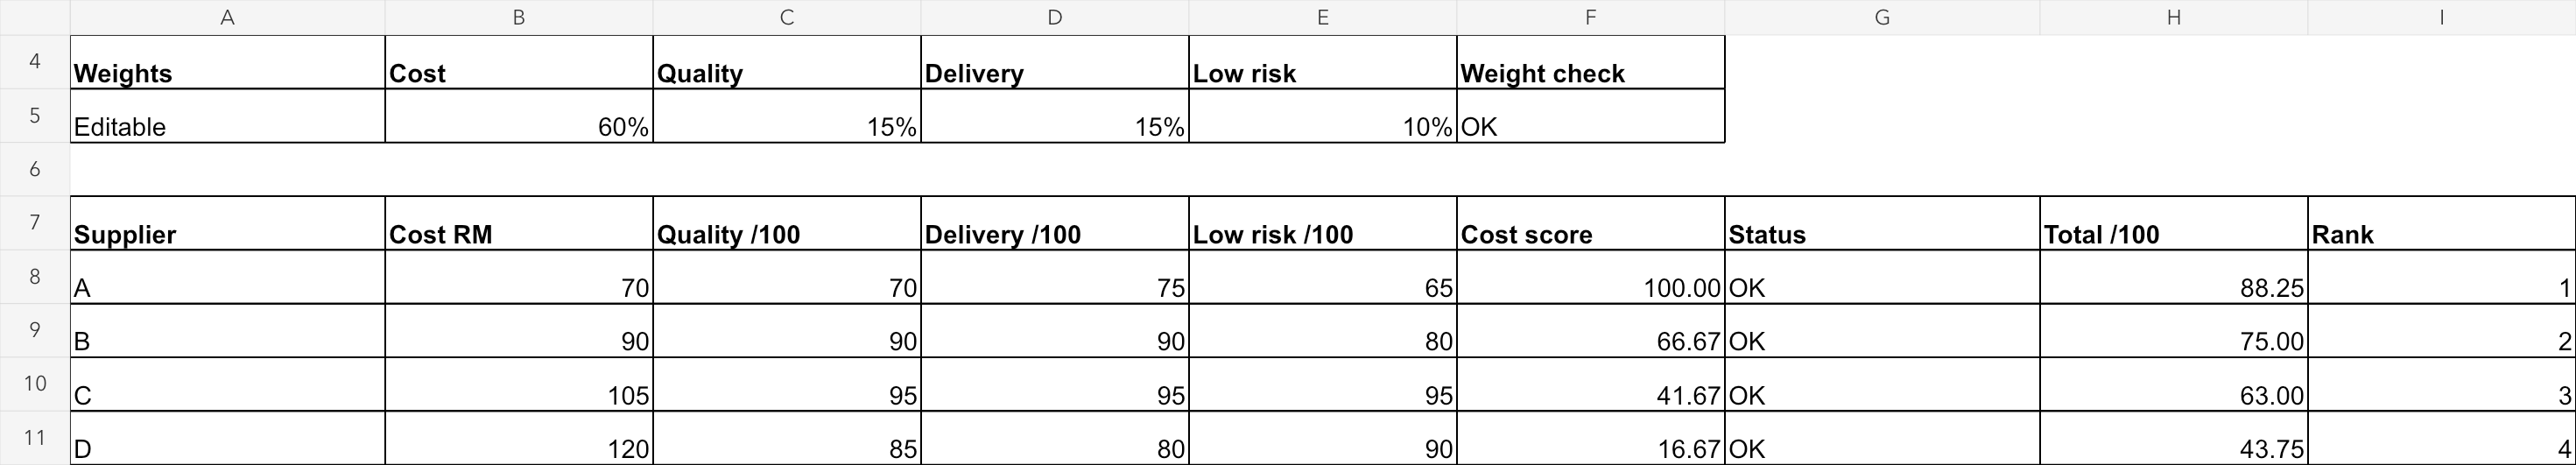 A B C D E F G H I
4 Weights Cost Quality Delivery Low risk Weight check
5 Editable 60% 15% 15% 10% OK
6
7 Supplier Cost RM Quality /100 Delivery /100 Low risk /100 Cost score Status Total /100 Rank
8 A 70 70 75 65 100.00 OK 88.25 1
9 B 90 90 90 80 66.67 OK 75.00 2
10 C 105 95 95 95 41.67 OK 63.00 3
11 D 120 85 80 90 16.67 OK 43.75 4